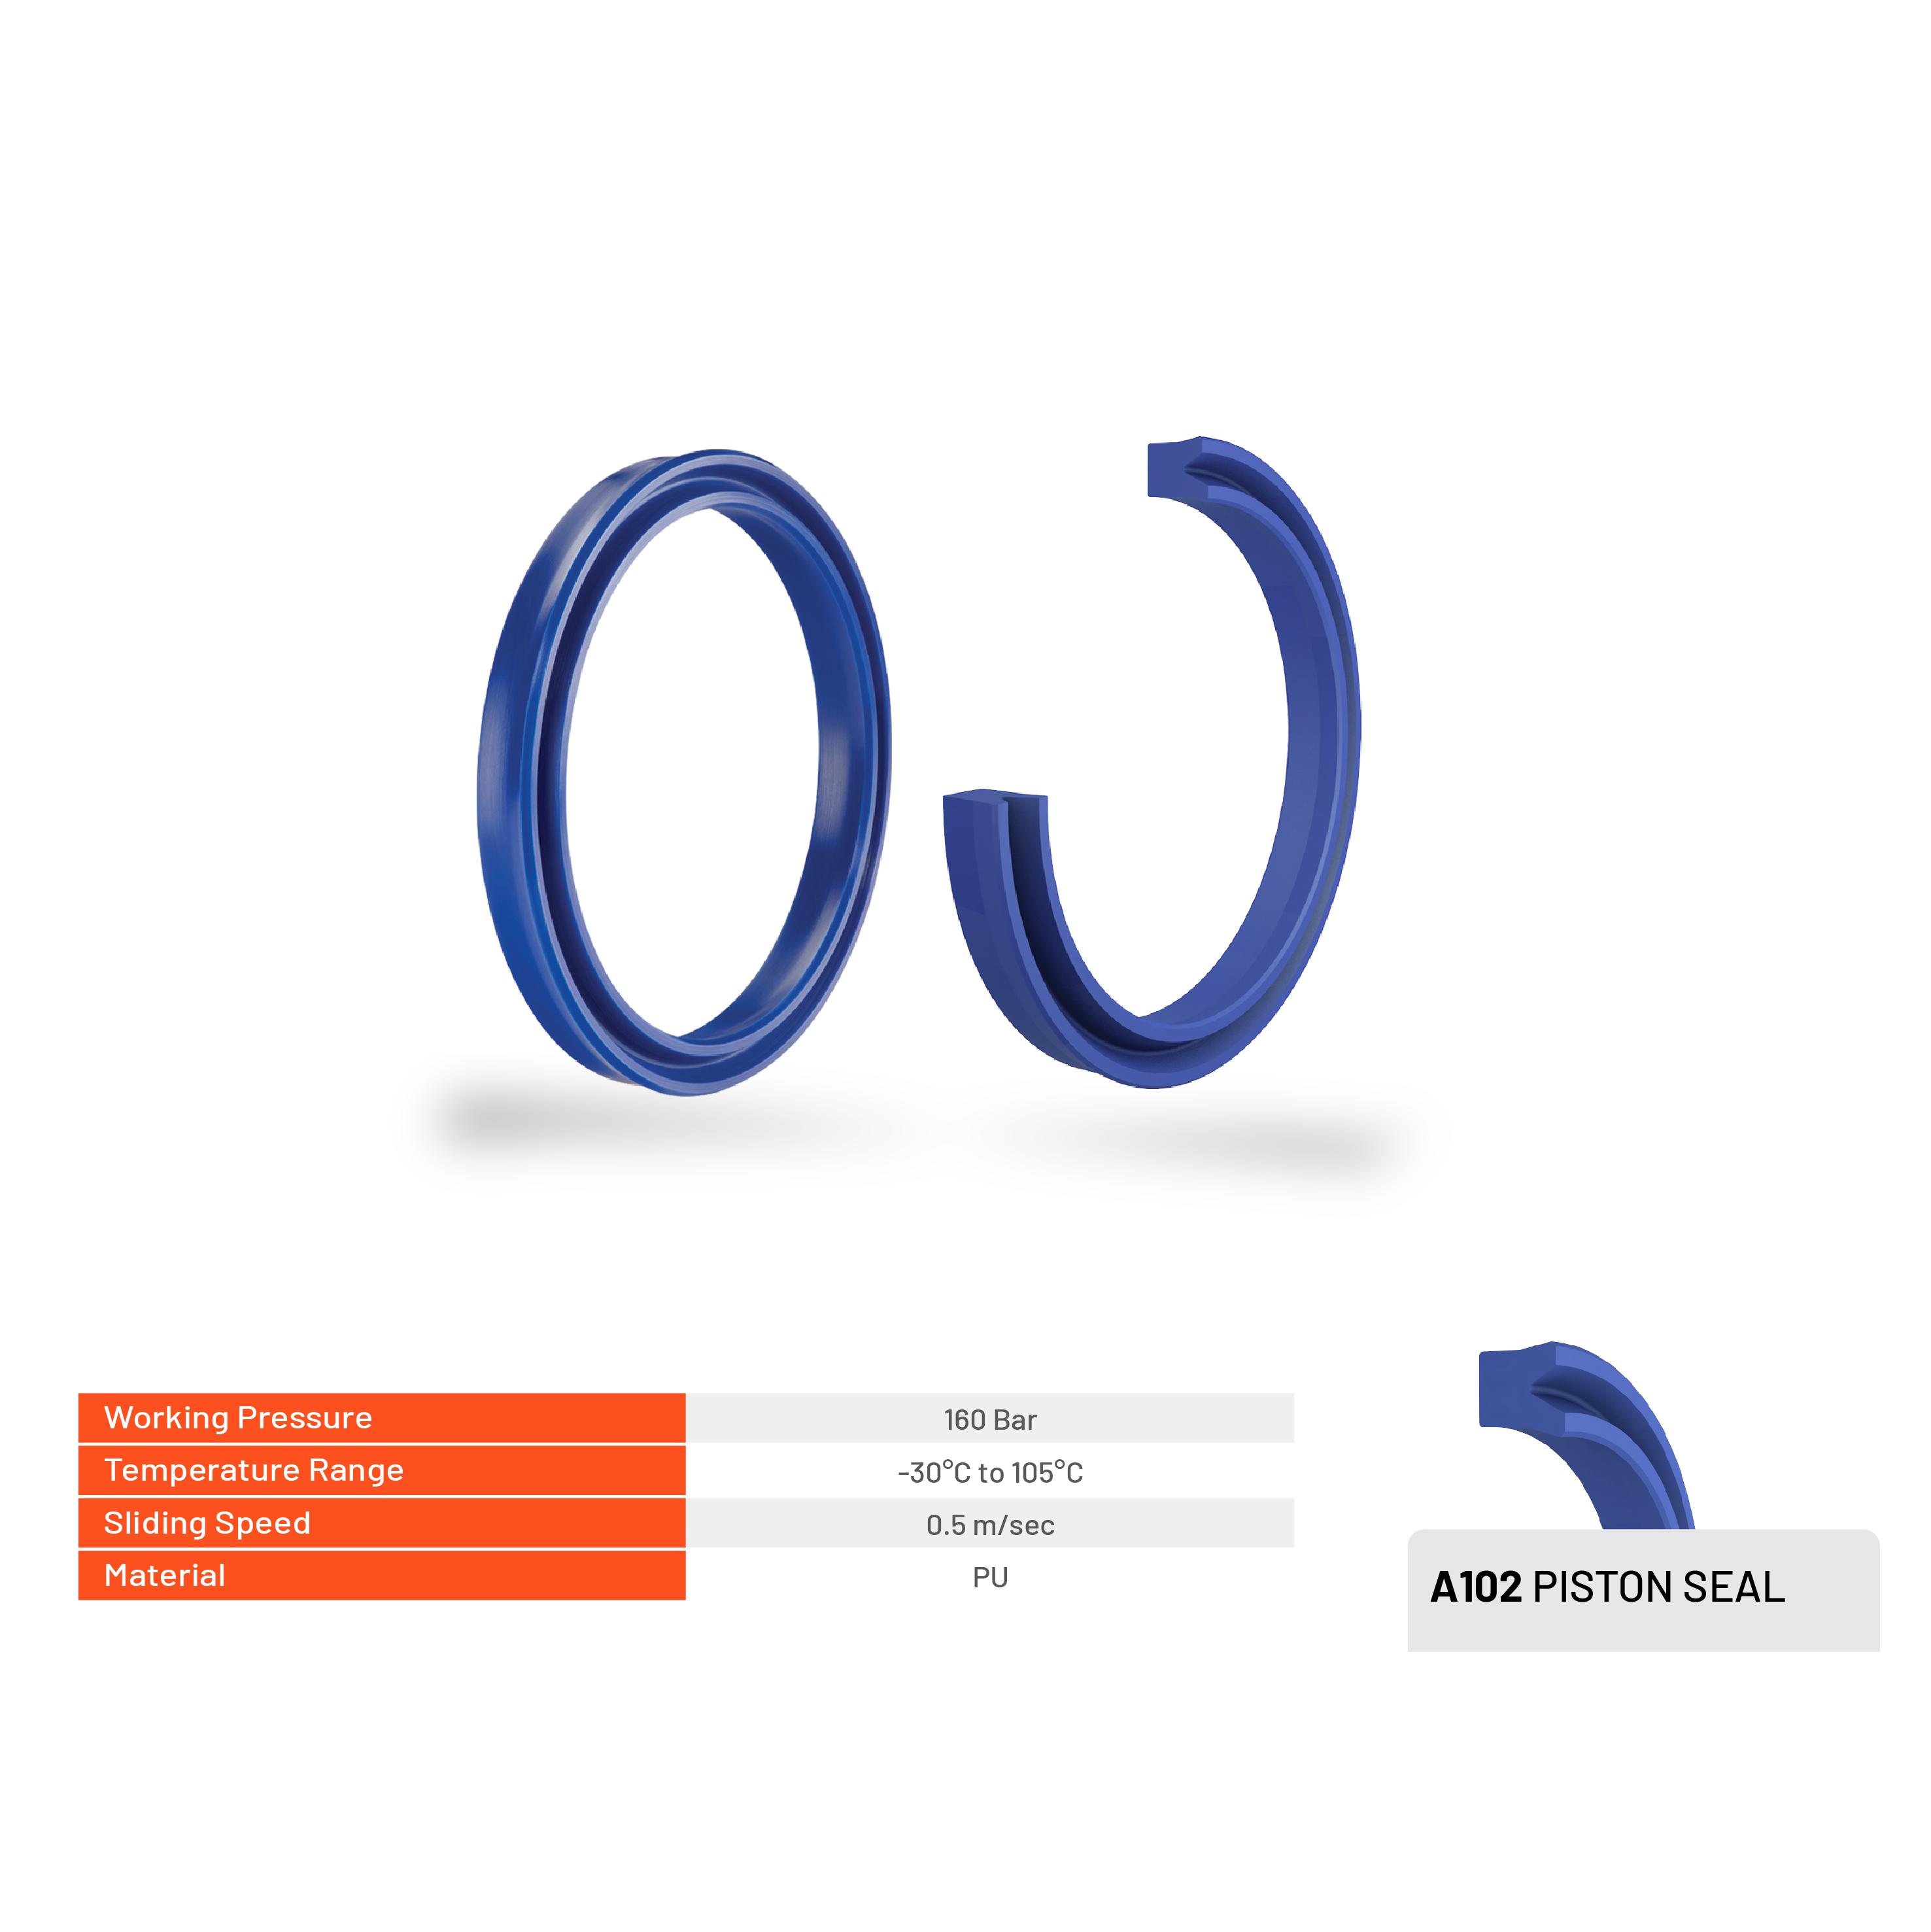 Working Pressure 160 Bar
Temperature Range -30°C to 105°C
Sliding Speed 0.5 m/sec
Material PU
A102 PISTON SEAL